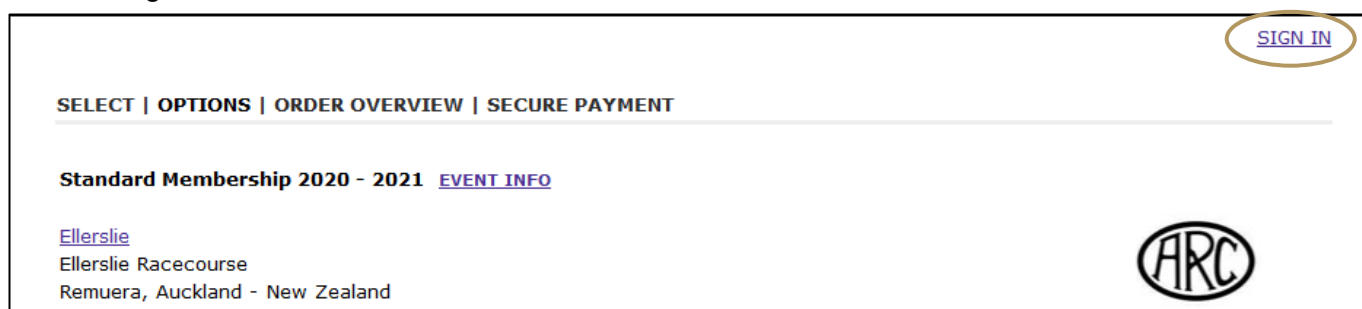 SIGN IN
SELECT | OPTIONS | ORDER OVERVIEW | SECURE PAYMENT
Standard Membership 2020 - 2021 EVENT INFO
Ellerslie
Ellerslie Racecourse
Remuera, Auckland - New Zealand
ARC